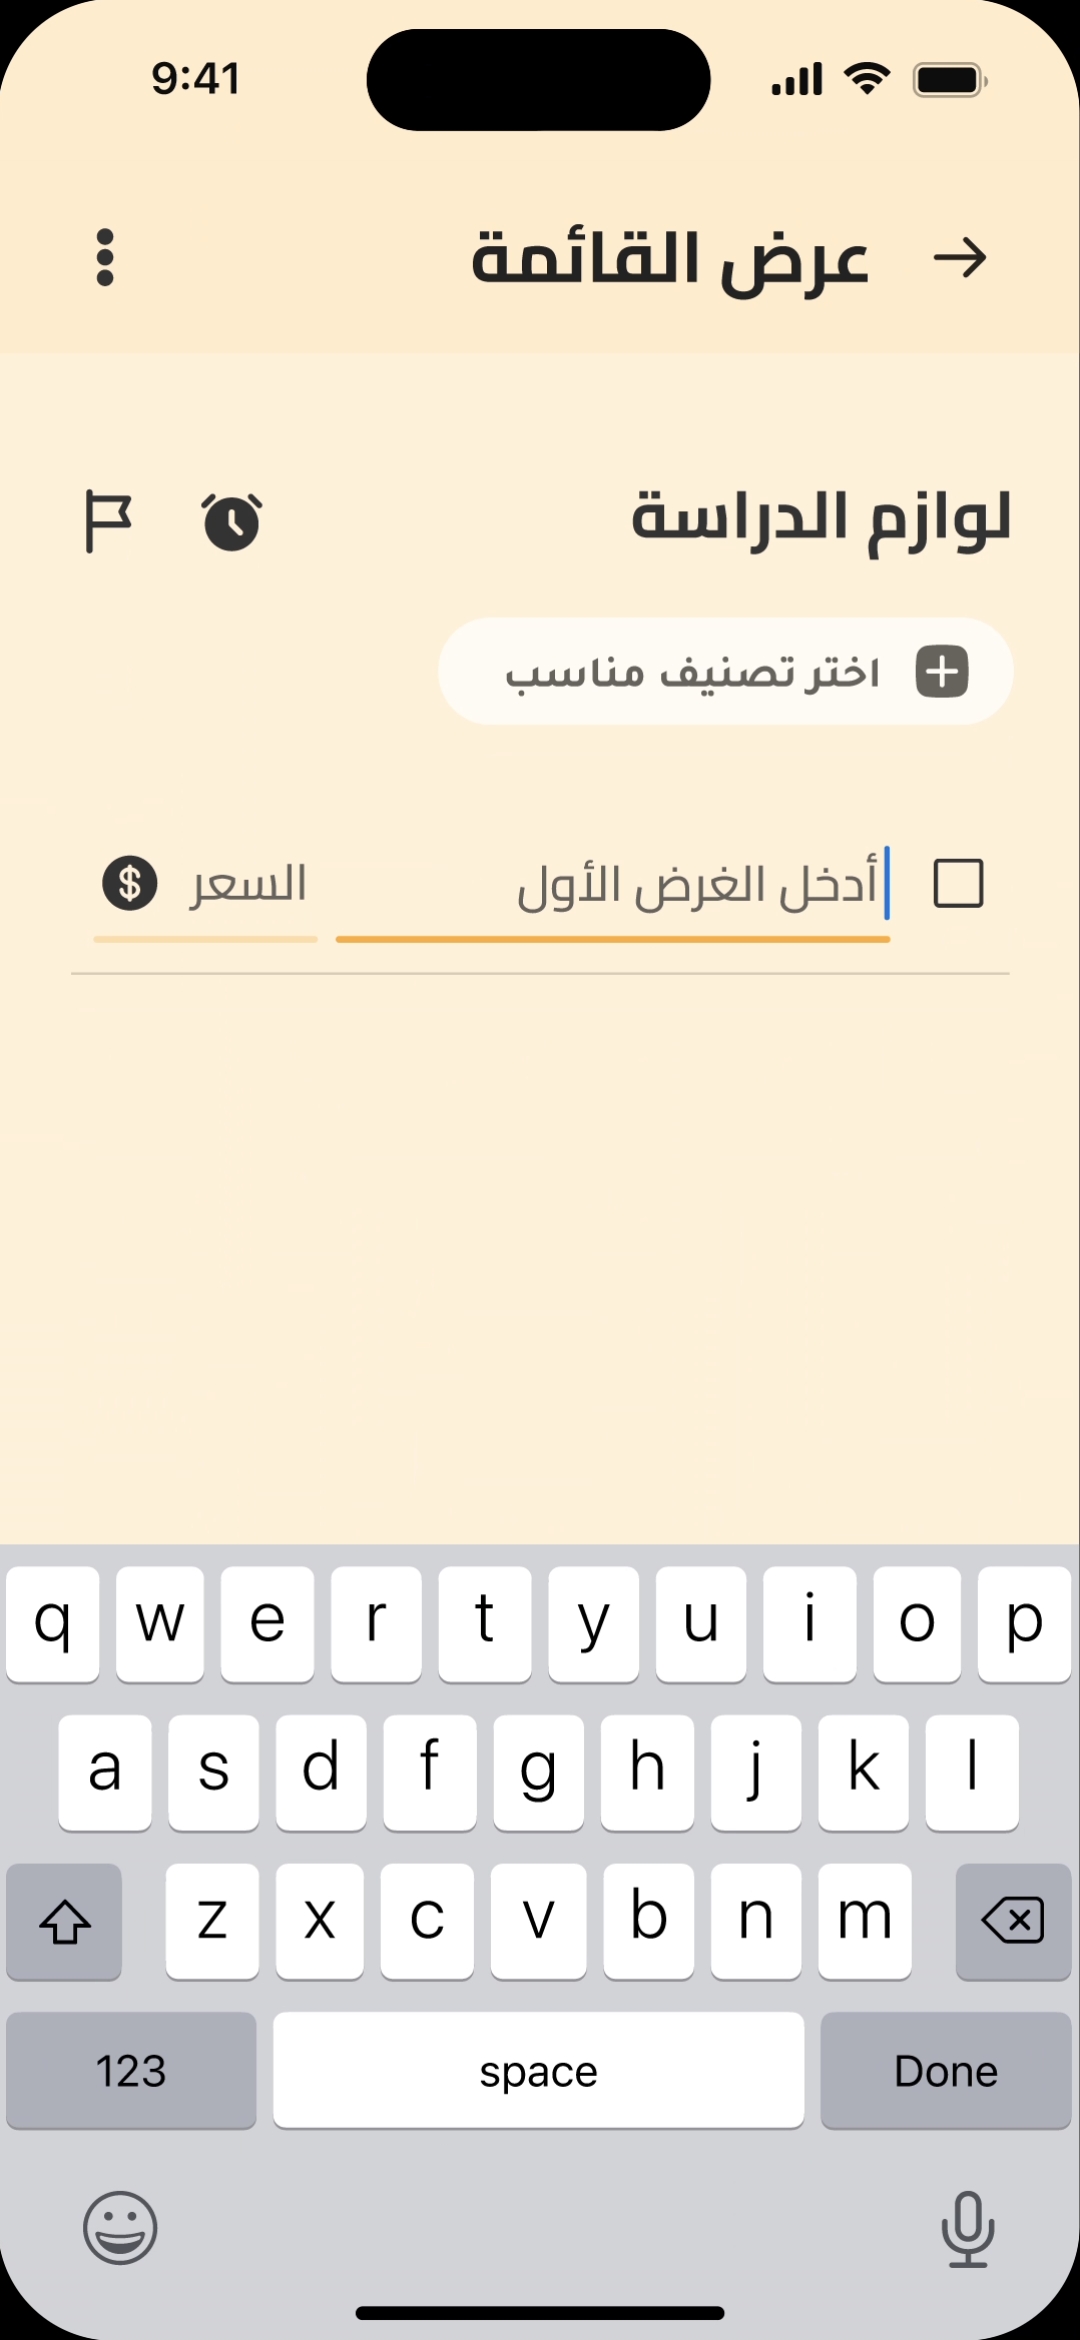 9:41
عرض القائمة
لوازم الدراسة
اختر تصنيف مناسب
أدخل الغرض الأول السعر $
q w e r t y u i o p
a s d f g h j k l
z x c v b n m
123 space Done